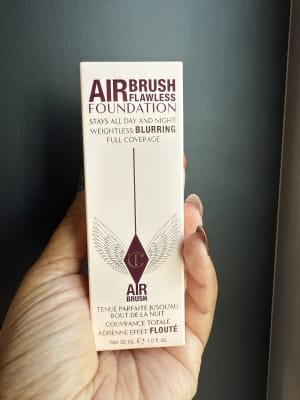 AIRBRUSH
FLAWLESS
FOUNDATION
STAYS ALL DAY AND NIGHT
WEIGHTLESS BLURRING
FULL COVERAGE
CT
AIR
BRUSH
TENUE PARFAITE JUSQU'AU
BOUT DE LA NUIT
COUVRANCE TOTALE
AÉRIENNE EFFET FLOUTÉ
Net 30 mL ℮ 1.0 fl. oz.